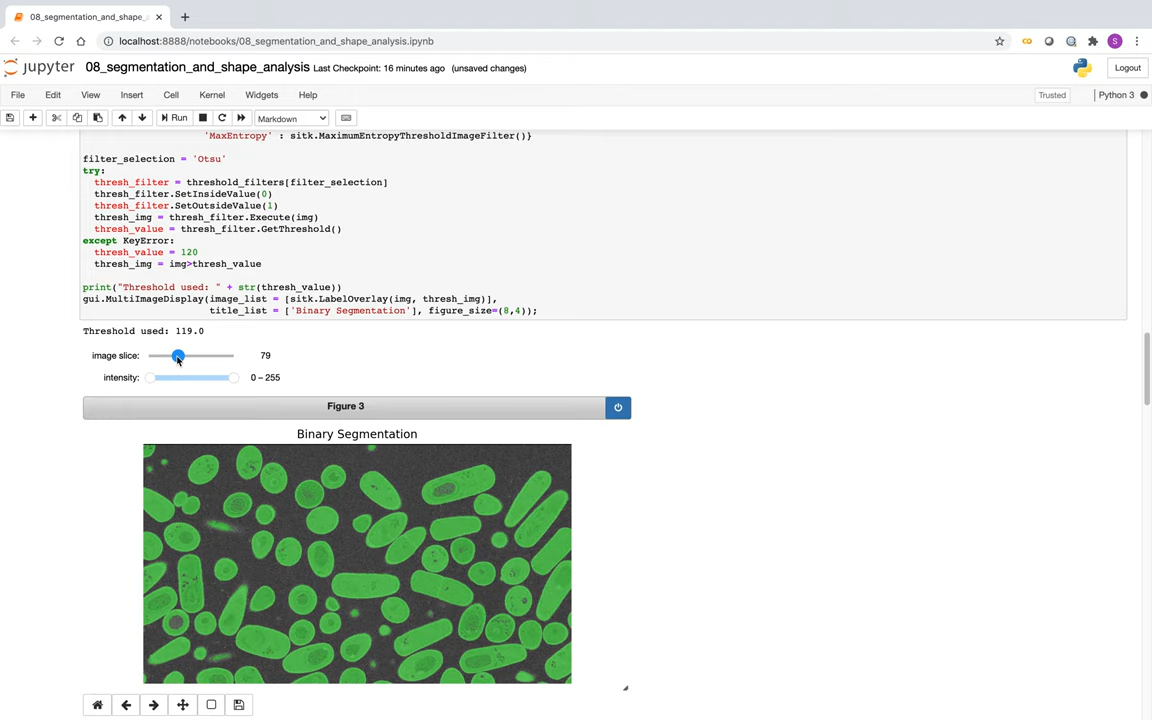 08_segmentation_and_shape_
localhost:8888/notebooks/08_segmentation_and_shape_analysis.ipynb
S
jupyter 08_segmentation_and_shape_analysis Last Checkpoint: 16 minutes ago (unsaved changes)
Logout
File Edit View Insert Cell Kernel Widgets Help
Trusted Python 3
Run Markdown
'MaxEntropy' : sitk.MaximumEntropyThresholdImageFilter()}
filter_selection = 'Otsu'
try:
thresh_filter = threshold_filters[filter_selection]
thresh_filter.SetInsideValue(0)
thresh_filter.SetOutsideValue(1)
thresh_img = thresh_filter.Execute(img)
thresh_value = thresh_filter.GetThreshold()
except KeyError:
thresh_value = 120
thresh_img = img>thresh_value
print("Threshold used: " + str(thresh_value))
gui.MultiImageDisplay(image_list = [sitk.LabelOverlay(img, thresh_img)],
title_list = ['Binary Segmentation'], figure_size=(8,4));
Threshold used: 119.0
image slice: 79
intensity: 0 – 255
Figure 3
Binary Segmentation